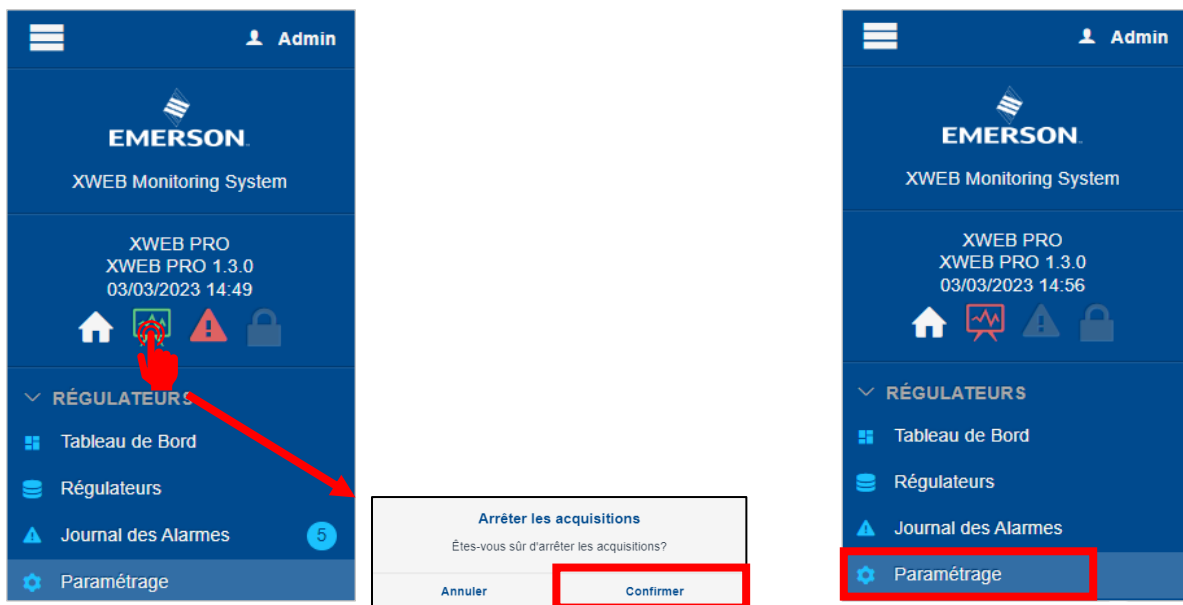 Admin
EMERSON.
XWEB Monitoring System
XWEB PRO
XWEB PRO 1.3.0
03/03/2023 14:49
RÉGULATEURS
Tableau de Bord
Régulateurs
Journal des Alarmes 5
Paramétrage
Arrêter les acquisitions
Êtes-vous sûr d'arrêter les acquisitions?
Annuler Confirmer
Admin
EMERSON.
XWEB Monitoring System
XWEB PRO
XWEB PRO 1.3.0
03/03/2023 14:56
RÉGULATEURS
Tableau de Bord
Régulateurs
Journal des Alarmes
Paramétrage